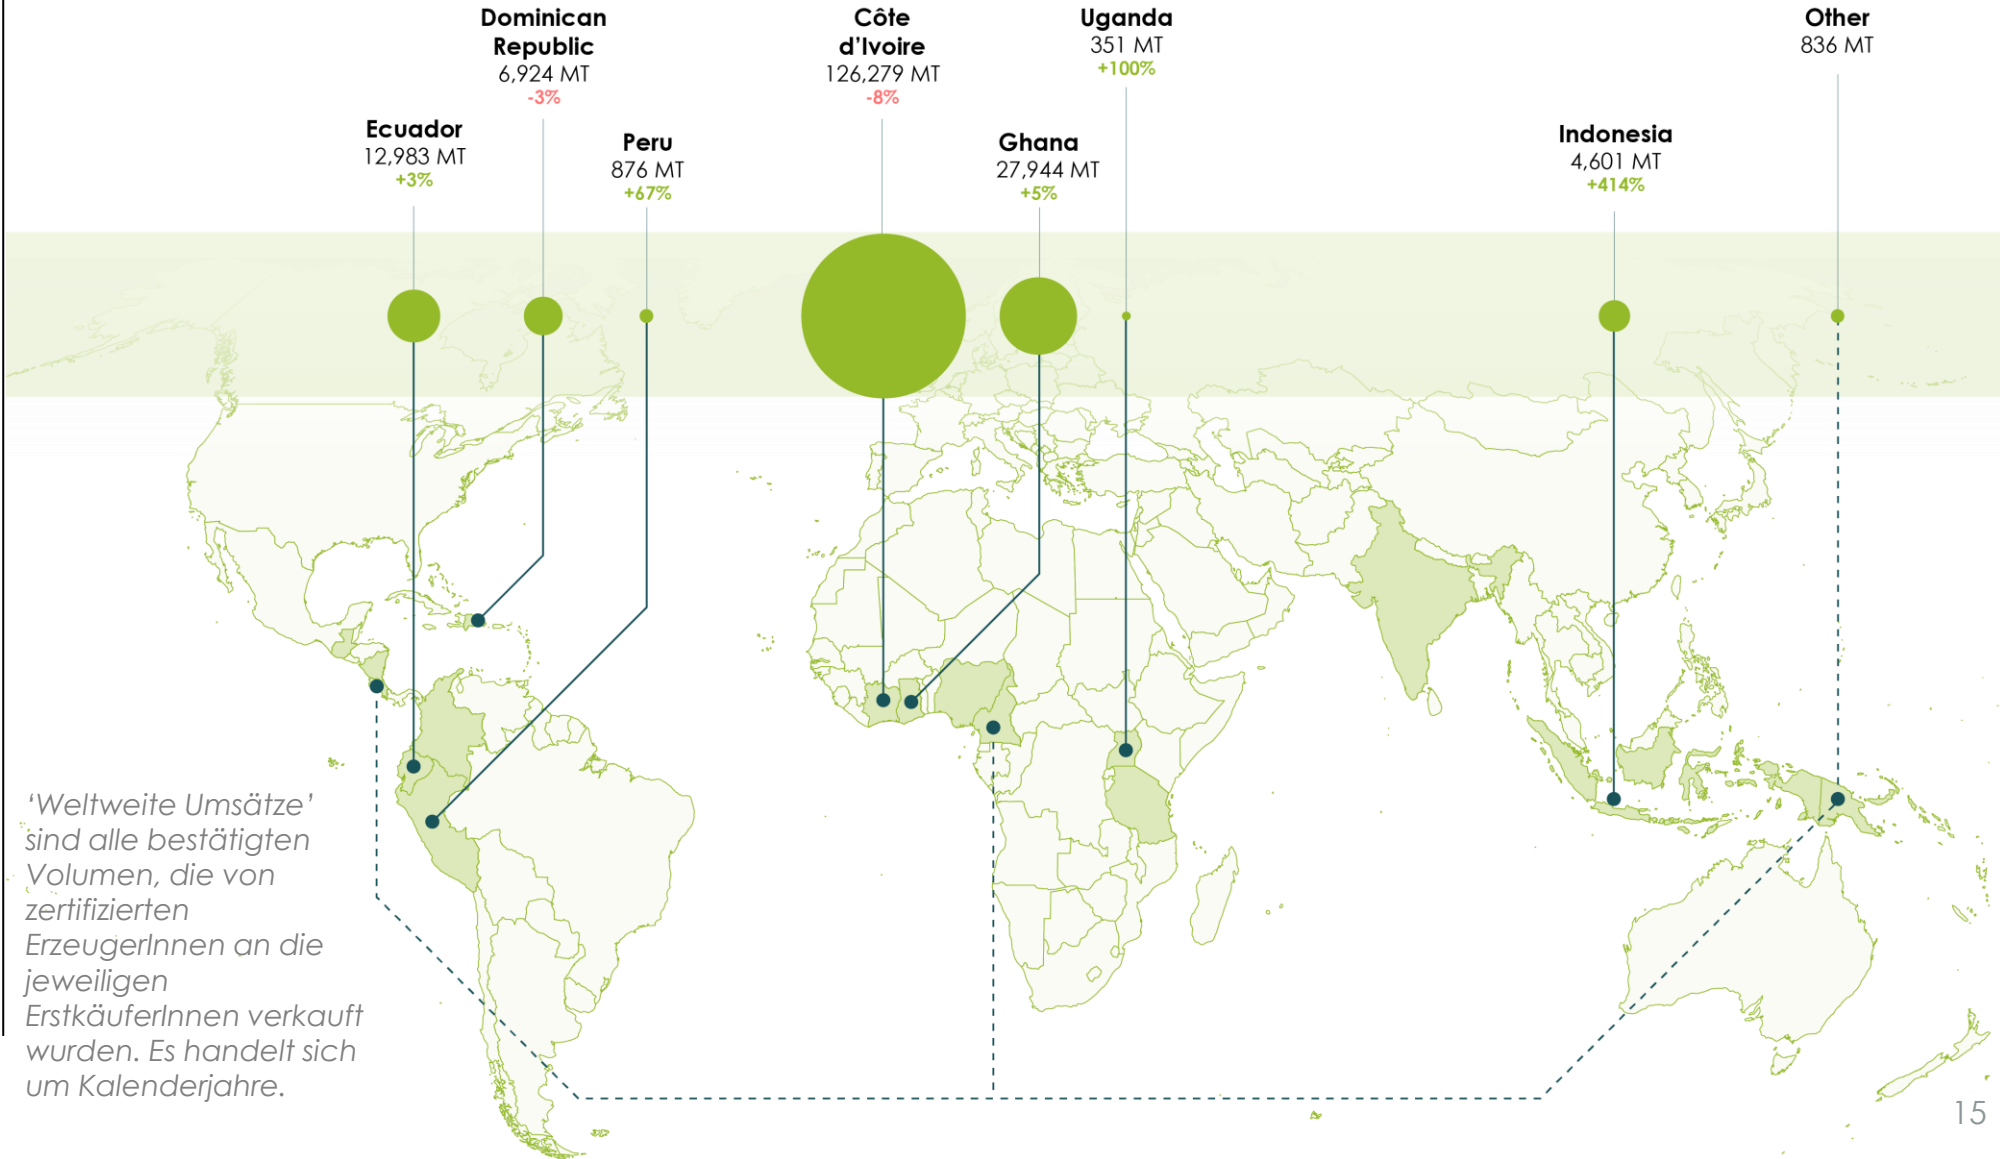 Dominican
Republic
6,924 MT
-3%
Côte
d'Ivoire
126,279 MT
-8%
Uganda
351 MT
+100%
Other
836 MT
Ecuador
12,983 MT
+3%
Peru
876 MT
+67%
Ghana
27,944 MT
+5%
Indonesia
4,601 MT
+414%
‘Weltweite Umsätze’
sind alle bestätigten
Volumen, die von
zertifizierten
ErzeugerInnen an die
jeweiligen
ErstkäuferInnen verkauft
wurden. Es handelt sich
um Kalenderjahre.
15